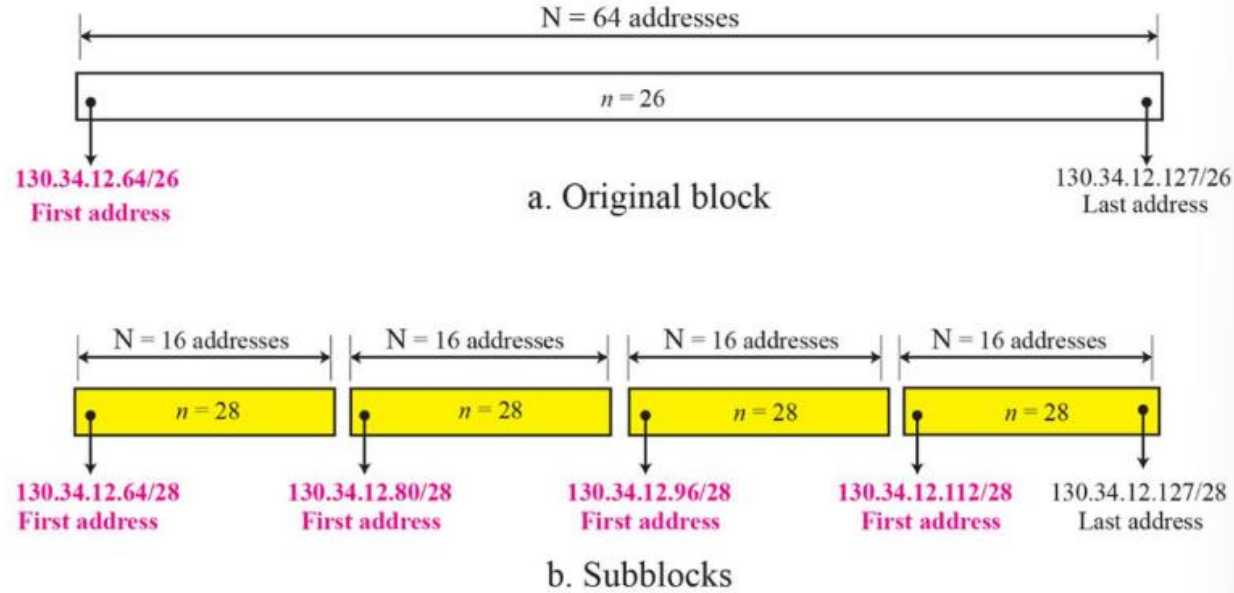 N = 64 addresses
n = 26
130.34.12.64/26
First address
130.34.12.127/26
Last address
a. Original block
N = 16 addresses
N = 16 addresses
N = 16 addresses
N = 16 addresses
n = 28
n = 28
n = 28
n = 28
130.34.12.64/28
First address
130.34.12.80/28
First address
130.34.12.96/28
First address
130.34.12.112/28
First address
130.34.12.127/28
Last address
b. Subblocks